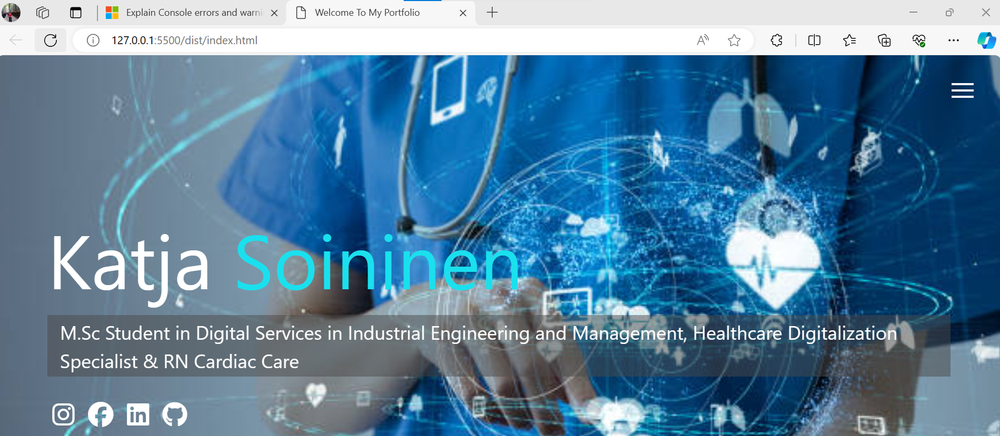 Explain Console errors and warni
Welcome To My Portfolio
127.0.0.1:5500/dist/index.html
Katja Soininen
M.Sc Student in Digital Services in Industrial Engineering and Management, Healthcare Digitalization
Specialist & RN Cardiac Care